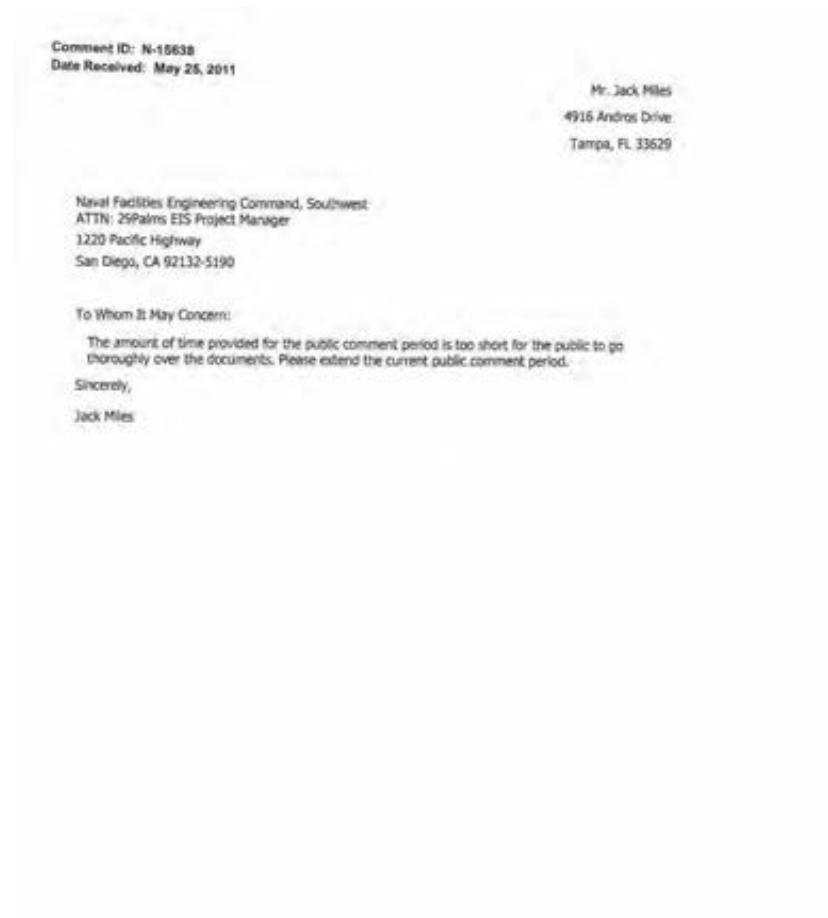 Comment ID: N-15638
Date Received: May 25, 2011
Mr. Jack Miles
4916 Andros Drive
Tampa, FL 33629
Naval Facilities Engineering Command, Southwest
ATTN: 29Palms EIS Project Manager
1220 Pacific Highway
San Diego, CA 92132-5190
To Whom It May Concern:
The amount of time provided for the public comment period is too short for the public to go
thoroughly over the documents. Please extend the current public comment period.
Sincerely,
Jack Miles